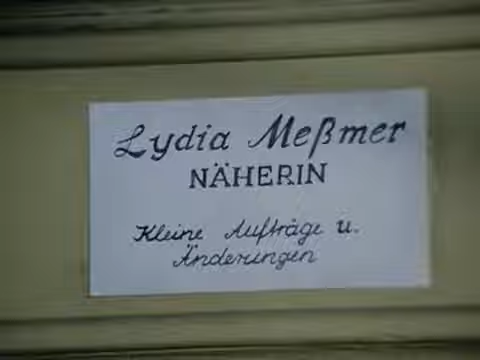 Lydia Meßmer
NÄHERIN
Kleine Aufträge u.
Änderungen